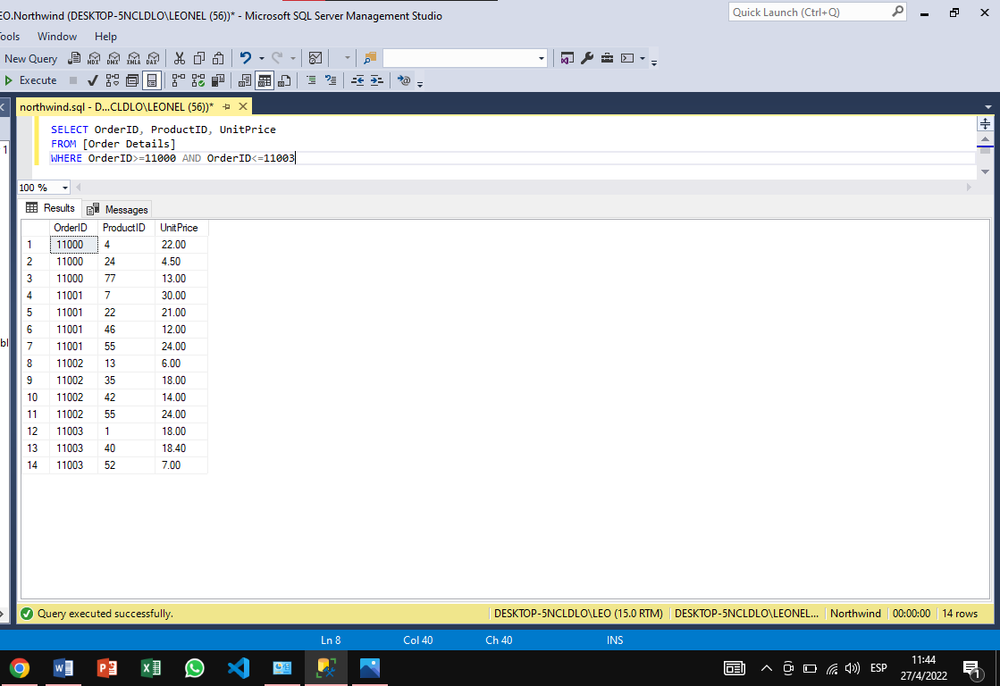 EO.Northwind (DESKTOP-5NCLDLO\LEONEL (56))* - Microsoft SQL Server Management Studio
Quick Launch (Ctrl+Q)
ools Window Help
New Query MDX DMX XMLA DAX
Execute
northwind.sql - D...CLDLO\LEONEL (56))*
SELECT OrderID, ProductID, UnitPrice
FROM [Order Details]
WHERE OrderID>=11000 AND OrderID<=11003
1
bl
100 %
Results Messages
OrderID ProductID UnitPrice
1 11000 4 22.00
2 11000 24 4.50
3 11000 77 13.00
4 11001 7 30.00
5 11001 22 21.00
6 11001 46 12.00
7 11001 55 24.00
8 11002 13 6.00
9 11002 35 18.00
10 11002 42 14.00
11 11002 55 24.00
12 11003 1 18.00
13 11003 40 18.40
14 11003 52 7.00
Query executed successfully. DESKTOP-5NCLDLO\LEO (15.0 RTM) DESKTOP-5NCLDLO\LEONEL... Northwind 00:00:00 14 rows
Ln 8 Col 40 Ch 40 INS
ESP
11:44
27/4/2022
1